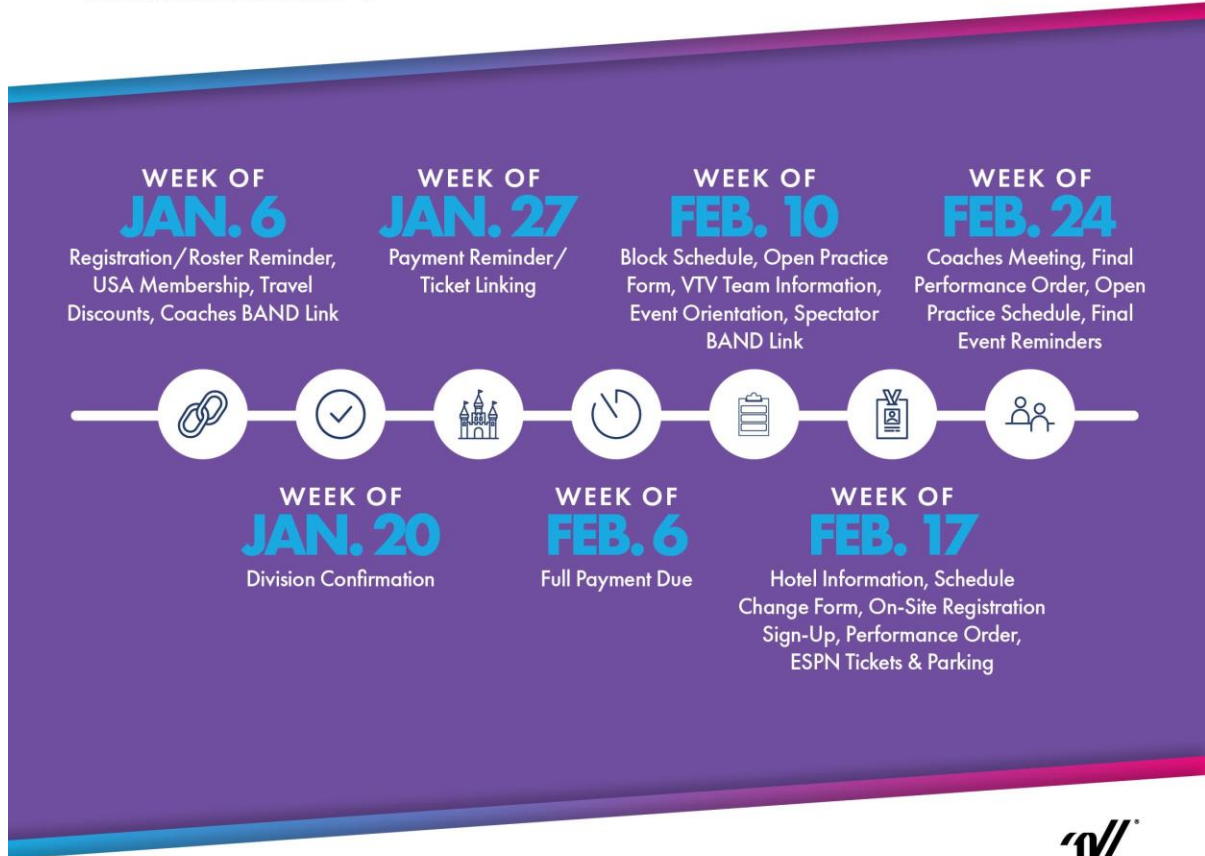 WEEK OF
JAN. 6
Registration/Roster Reminder,
USA Membership, Travel
Discounts, Coaches BAND Link
WEEK OF
JAN. 20
Division Confirmation
WEEK OF
JAN. 27
Payment Reminder/
Ticket Linking
WEEK OF
FEB. 6
Full Payment Due
WEEK OF
FEB. 10
Block Schedule, Open Practice
Form, VTV Team Information,
Event Orientation, Spectator
BAND Link
WEEK OF
FEB. 17
Hotel Information, Schedule
Change Form, On-Site Registration
Sign-Up, Performance Order,
ESPN Tickets & Parking
WEEK OF
FEB. 24
Coaches Meeting, Final
Performance Order, Open
Practice Schedule, Final
Event Reminders